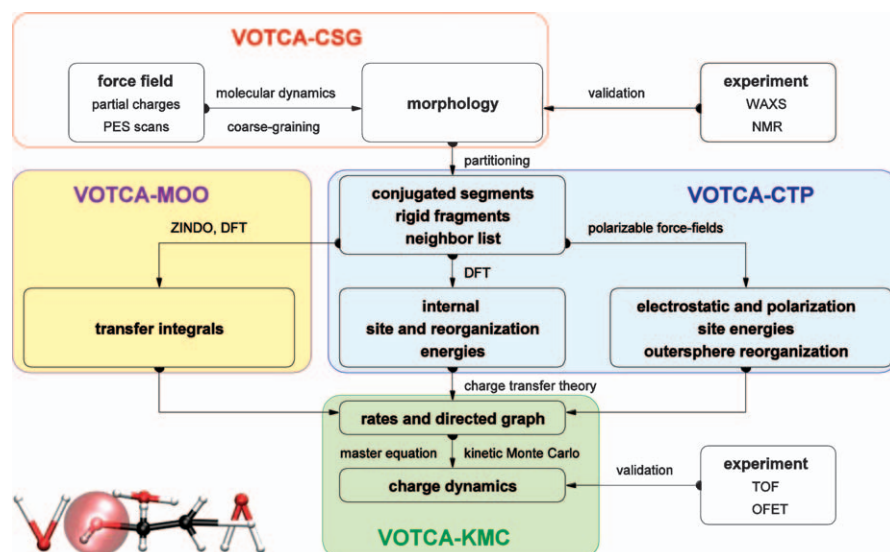 VOTCA-CSG
force field
partial charges
PES scans
molecular dynamics
coarse-graining
morphology
validation
experiment
WAXS
NMR
partitioning
VOTCA-MOO
VOTCA-CTP
conjugated segments
rigid fragments
neighbor list
ZINDO, DFT
polarizable force-fields
DFT
transfer integrals
internal
site and reorganization
energies
electrostatic and polarization
site energies
outersphere reorganization
charge transfer theory
rates and directed graph
master equation
kinetic Monte Carlo
charge dynamics
validation
experiment
TOF
OFET
VOTCA-KMC